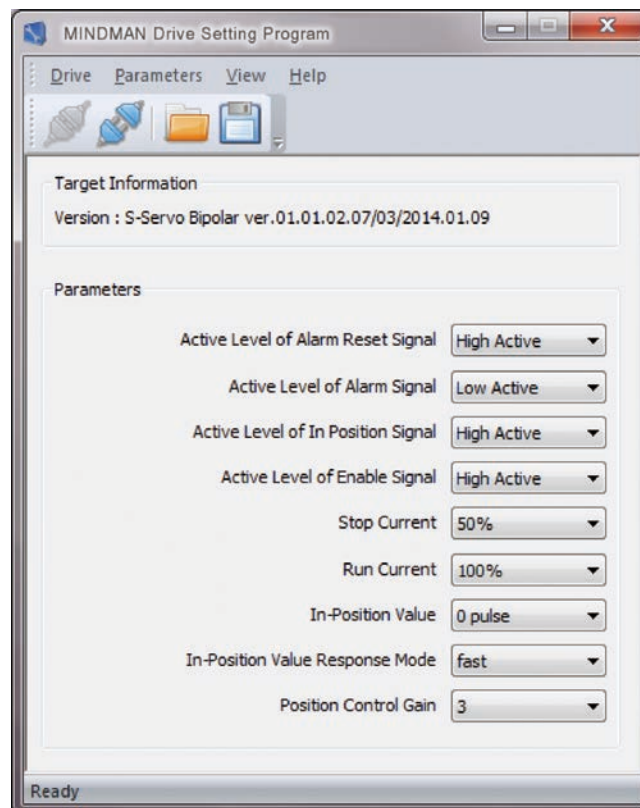 MINDMAN Drive Setting Program
Drive Parameters View Help
Target Information
Version : S-Servo Bipolar ver.01.01.02.07/03/2014.01.09
Parameters
Active Level of Alarm Reset Signal High Active
Active Level of Alarm Signal Low Active
Active Level of In Position Signal High Active
Active Level of Enable Signal High Active
Stop Current 50%
Run Current 100%
In-Position Value 0 pulse
In-Position Value Response Mode fast
Position Control Gain 3
Ready